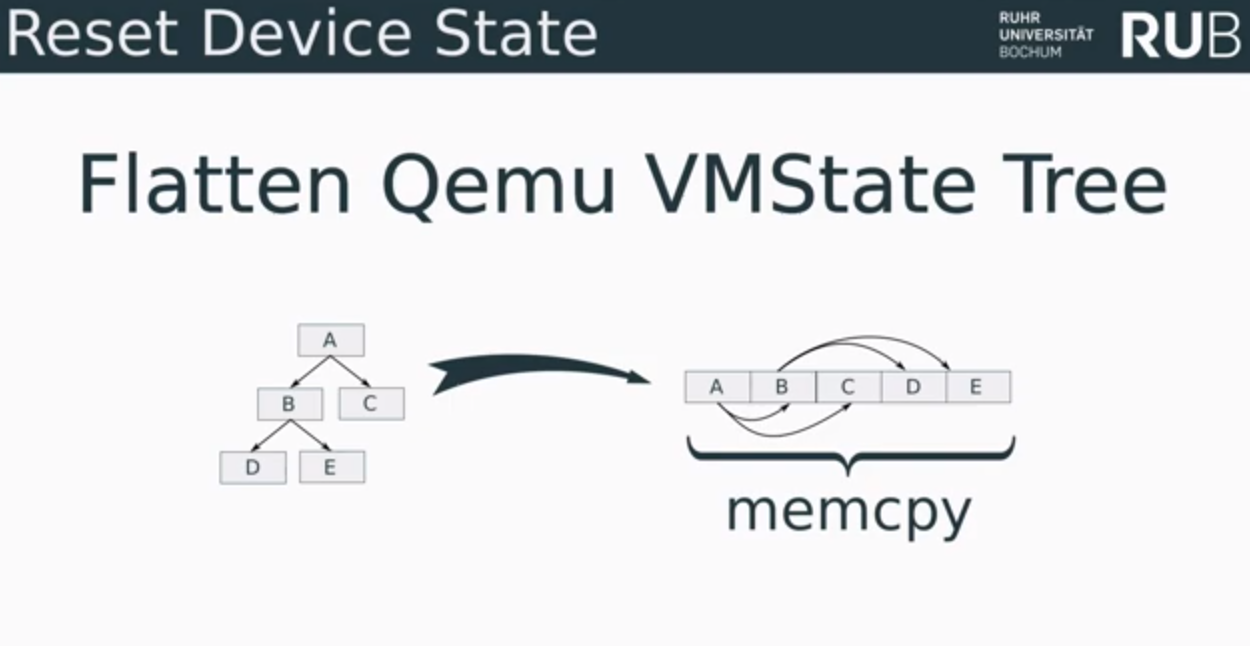 Reset Device State
RUHR
UNIVERSITÄT
BOCHUM
RUB
Flatten Qemu VMState Tree
A
B
C
D
E
A B C D E
memcpy